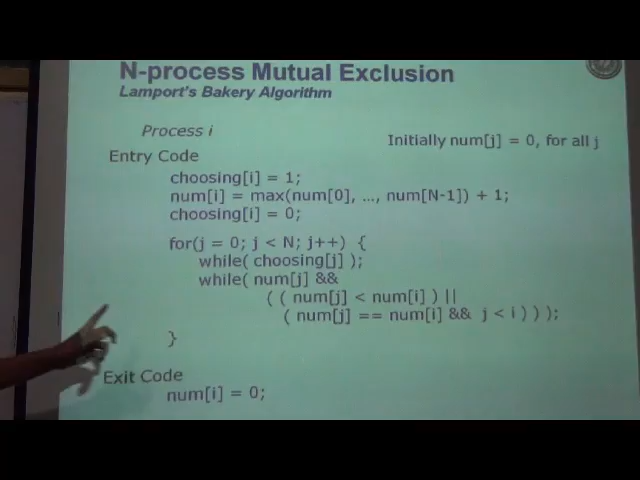 N-process Mutual Exclusion
Lamport's Bakery Algorithm
Process i
Initially num[j] = 0, for all j
Entry Code
choosing[i] = 1;
num[i] = max(num[0], ..., num[N-1]) + 1;
choosing[i] = 0;
for(j = 0; j < N; j++) {
while( choosing[j] );
while( num[j] &&
( ( num[j] < num[i] ) ||
( num[j] == num[i] && j < i ) ) );
}
Exit Code
num[i] = 0;